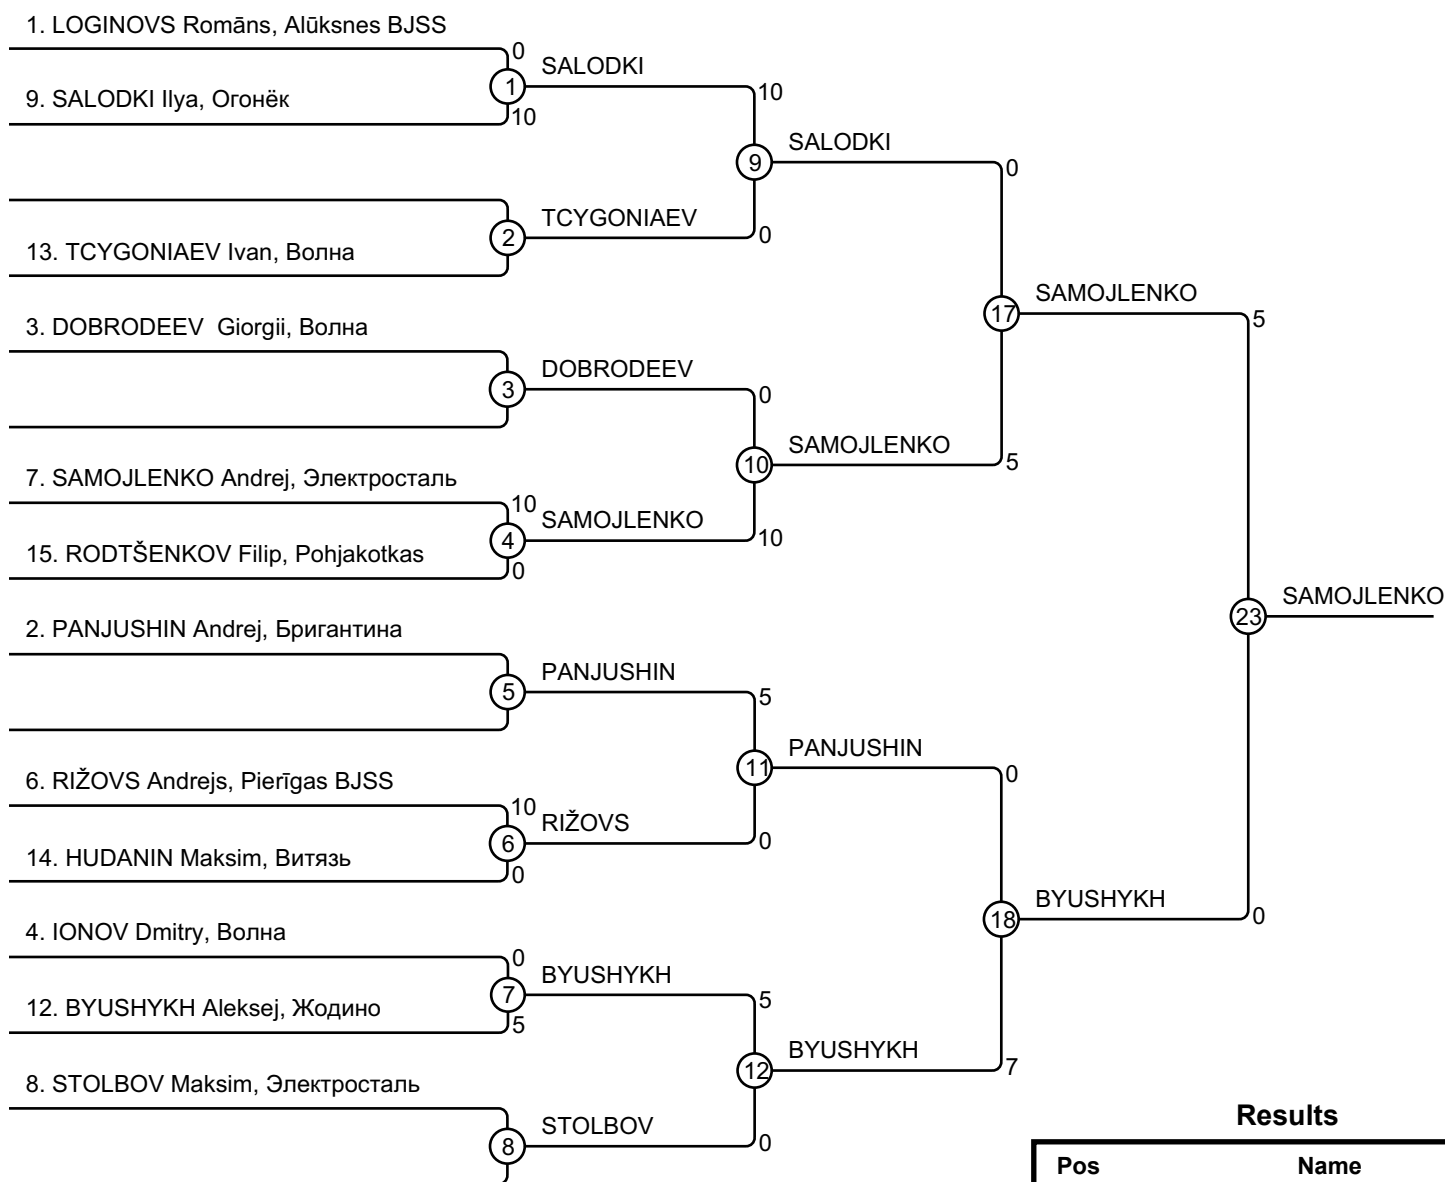 1. LOGINOVS Romāns, Alūksnes BJSS
0
SALODKI
1
9. SALODKI Ilya, Огонёк
10
10
SALODKI
9
0
TCYGONIAEV
2
0
13. TCYGONIAEV Ivan, Волна
SAMOJLENKO
17
5
3. DOBRODEEV  Giorgii, Волна
DOBRODEEV
3
0
SAMOJLENKO
10
5
7. SAMOJLENKO Andrej, Электросталь
10
SAMOJLENKO
4
10
15. RODTŠENKOV Filip, Pohjakotkas
0
SAMOJLENKO
23
2. PANJUSHIN Andrej, Бригантина
PANJUSHIN
5
5
PANJUSHIN
11
0
6. RIŽOVS Andrejs, Pierīgas BJSS
10
RIŽOVS
6
0
14. HUDANIN Maksim, Витязь
0
BYUSHYKH
18
0
4. IONOV Dmitry, Волна
0
BYUSHYKH
7
5
12. BYUSHYKH Aleksej, Жодино
5
BYUSHYKH
12
7
8. STOLBOV Maksim, Электросталь
STOLBOV
8
0
Results
Pos Name